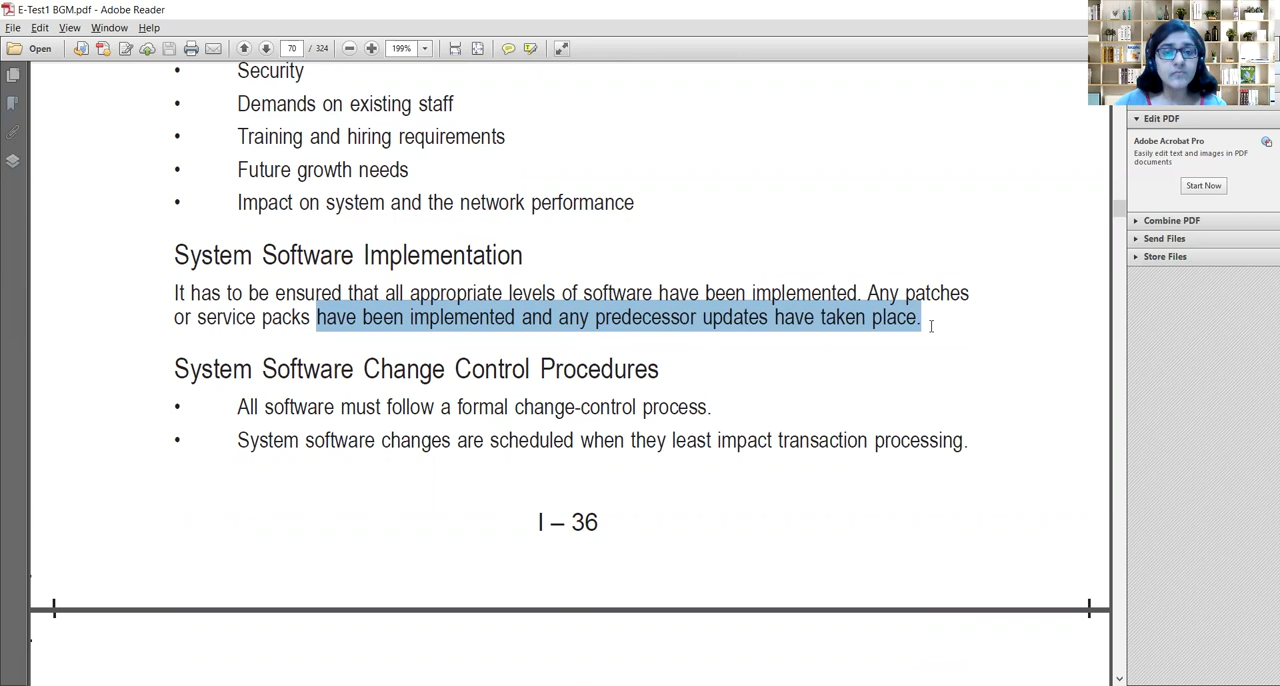 E-Test1 BGM.pdf - Adobe Reader
File Edit View Window Help
Open 70 / 324 199%
• Security
• Demands on existing staff
• Training and hiring requirements
• Future growth needs
• Impact on system and the network performance
System Software Implementation
It has to be ensured that all appropriate levels of software have been implemented. Any patches
or service packs have been implemented and any predecessor updates have taken place.
System Software Change Control Procedures
• All software must follow a formal change-control process.
• System software changes are scheduled when they least impact transaction processing.
I – 36
Edit PDF
Adobe Acrobat Pro
Easily edit text and images in PDF
documents
Start Now
Combine PDF
Send Files
Store Files